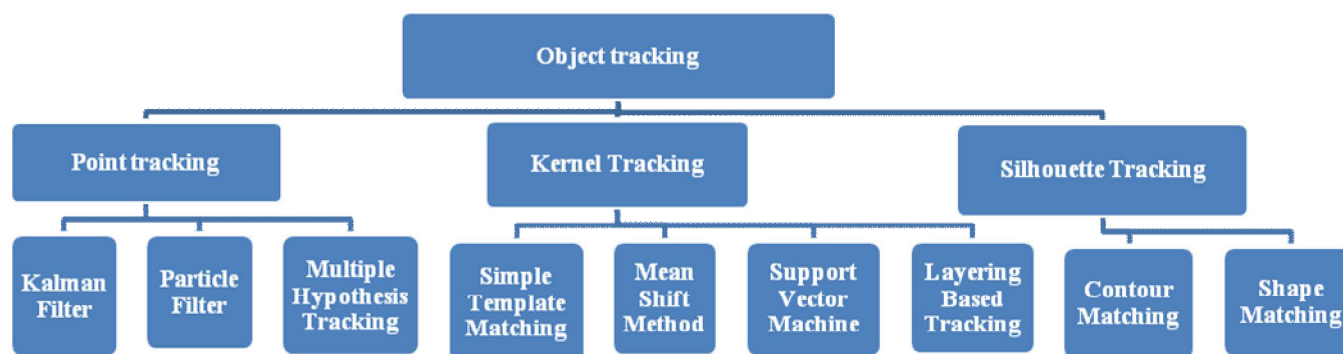 Object tracking
Point tracking
Kernel Tracking
Silhouette Tracking
Kalman
Filter
Particle
Filter
Multiple
Hypothesis
Tracking
Simple
Template
Matching
Mean
Shift
Method
Support
Vector
Machine
Layering
Based
Tracking
Contour
Matching
Shape
Matching